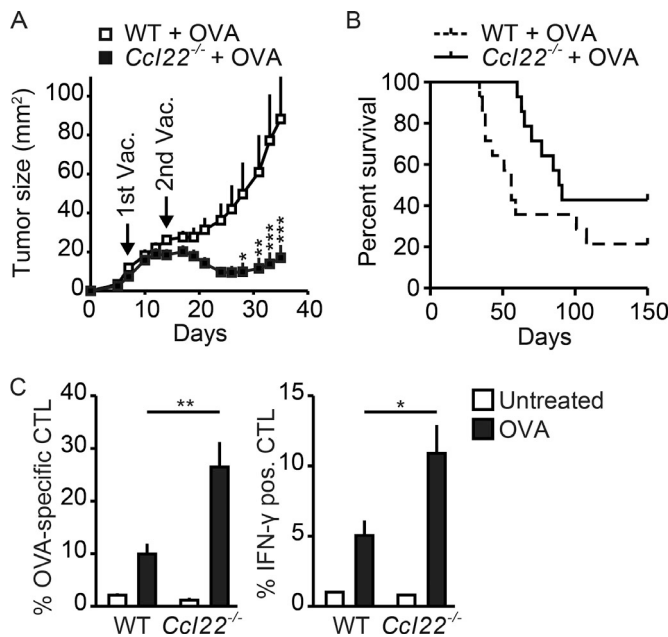 A
WT + OVA
Ccl22-/- + OVA
Tumor size (mm²)
100
80
60
40
20
0
1st Vac.
2nd Vac.
*
**
***
***
0
10
20
30
40
Days
B
WT + OVA
Ccl22-/- + OVA
Percent survival
100
80
60
40
20
0
0
50
100
150
Days
C
% OVA-specific CTL
40
30
20
10
0
**
WT
Ccl22-/-
% IFN-γ pos. CTL
15
10
5
0
*
WT
Ccl22-/-
Untreated
OVA